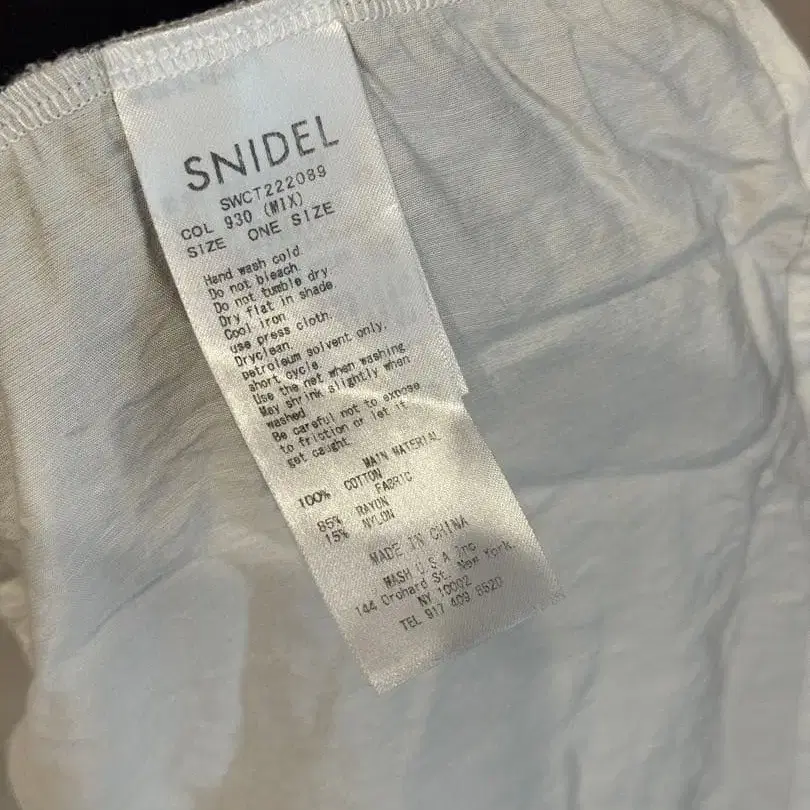 SNIDEL
SWCT222089
COL 930 (MIX)
SIZE ONE SIZE
Hand wash cold
Do not bleach
Do not tumble dry
Dry flat in shade
Cool iron
use press cloth.
Dryclean.
petroleum solvent only.
short cycle.
Use the net when washing
May shrink slightly when
washed
Be careful not to expose
to friction or let it
get caught.
MAIN MATERIAL
100% COTTON
FABRIC
85% RAYON
15% NYLON
MADE IN CHINA
MASH U.S.A Inc
144 Orchard St. New York.
NY 10002
TEL 917 409 8520